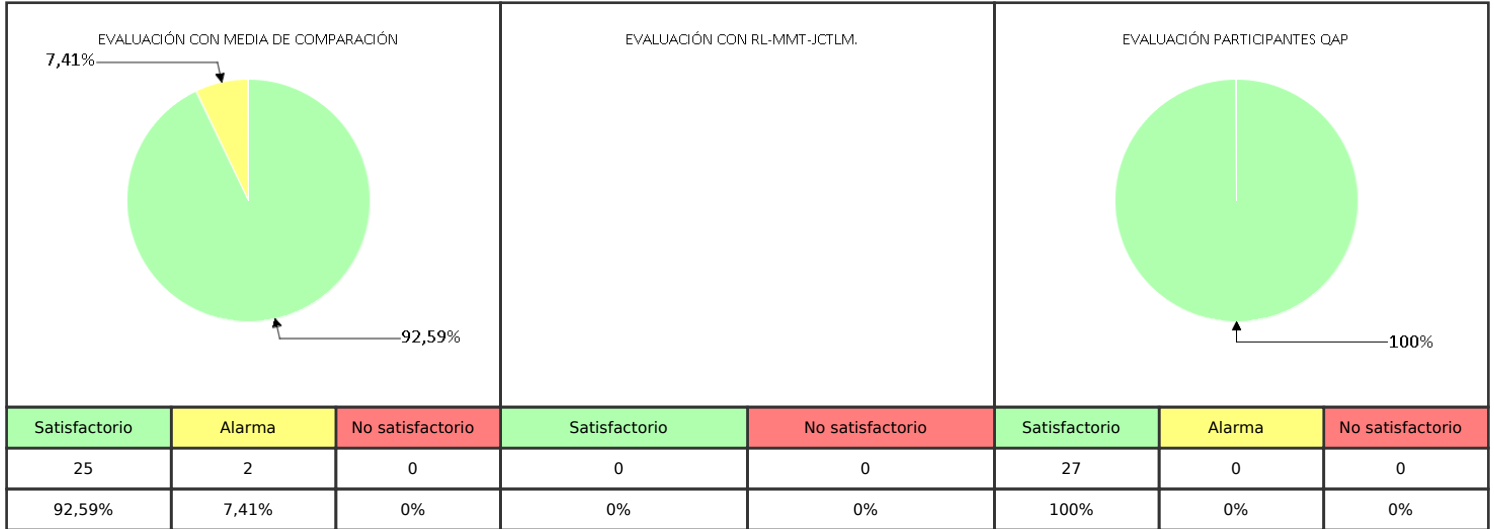 EVALUACIÓN CON MEDIA DE COMPARACIÓN
7,41%
92,59%
EVALUACIÓN CON RL-MMT-JCTLM.
EVALUACIÓN PARTICIPANTES QAP
100%
Satisfactorio Alarma No satisfactorio Satisfactorio No satisfactorio Satisfactorio Alarma No satisfactorio
25 2 0 0 0 27 0 0
92,59% 7,41% 0% 0% 0% 100% 0% 0%